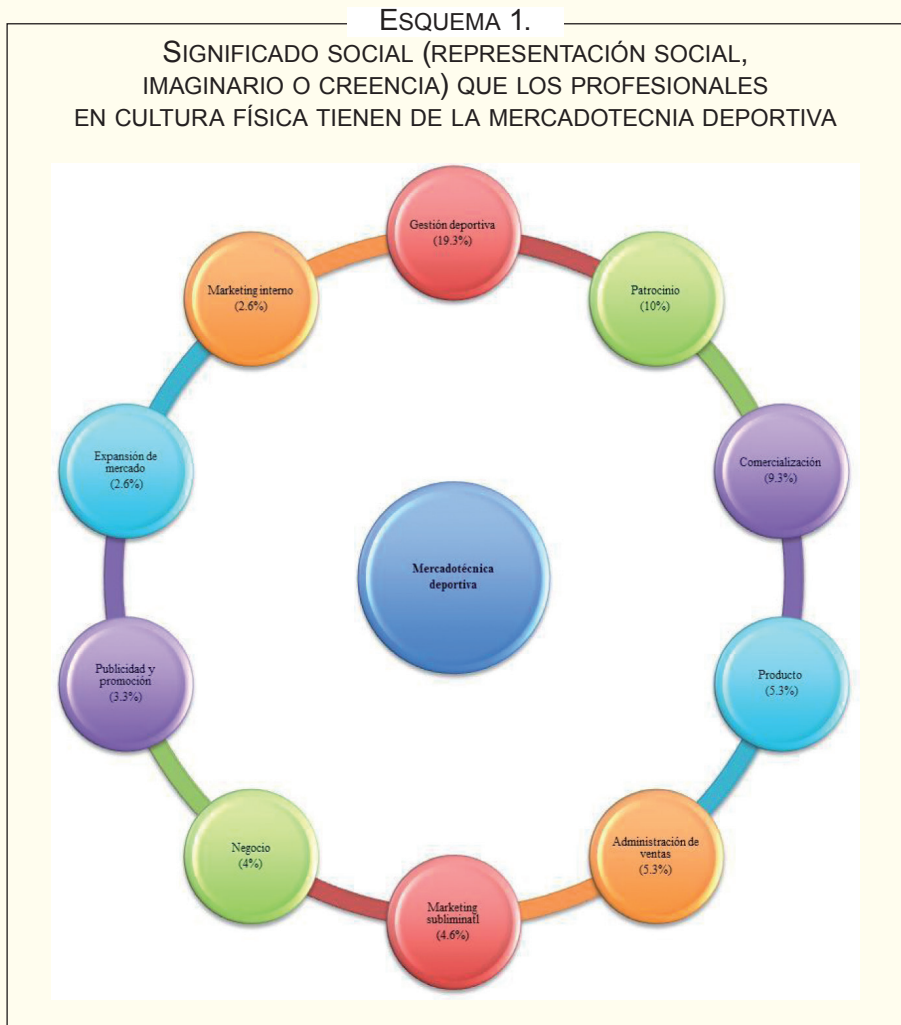 ESQUEMA 1.
SIGNIFICADO SOCIAL (REPRESENTACIÓN SOCIAL,
IMAGINARIO O CREENCIA) QUE LOS PROFESIONALES
EN CULTURA FÍSICA TIENEN DE LA MERCADOTECNIA DEPORTIVA
Gestión deportiva
(19.3%)
Patrocinio
(10%)
Comercialización
(9.3%)
Producto
(5.3%)
Administración de
ventas
(5.3%)
Marketing
subliminatl
(4.6%)
Negocio
(4%)
Publicidad y
promoción
(3.3%)
Expansión de
mercado
(2.6%)
Marketing interno
(2.6%)
Mercadotécnica
deportiva